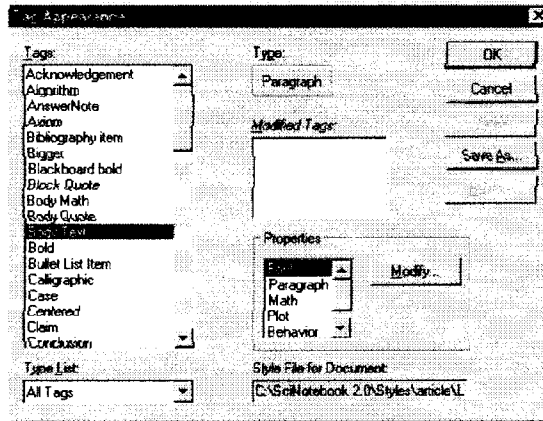 Tag Appearance
Tags:
Acknowledgement
Algorithm
AnswerNote
Axiom
Bibliography item
Bigger
Blackboard bold
Block Quote
Body Math
Body Quote
Body Text
Bold
Bullet List Item
Calligraphic
Case
Centered
Claim
Conclusion
Type List:
All Tags
Type:
Paragraph
Modified Tags:
Properties
Font
Paragraph
Math
Plot
Behavior
Modify...
Style File for Document:
C:\SciNotebook 2.0\Styles\article\L
OK
Cancel
Save As...